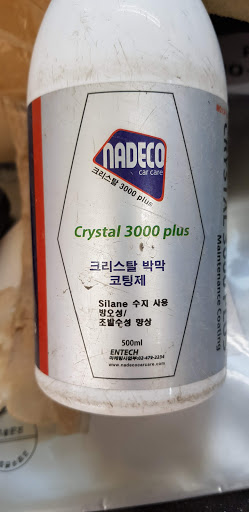 NADECO
car care
크리스탈 3000 plus
Crystal 3000 plus
크리스탈 박막
코팅제
Silane 수지 사용
방오성/
초발수성 향상
500ml
ENTECH
www.nadecocarcare.com
Maintenance Coating